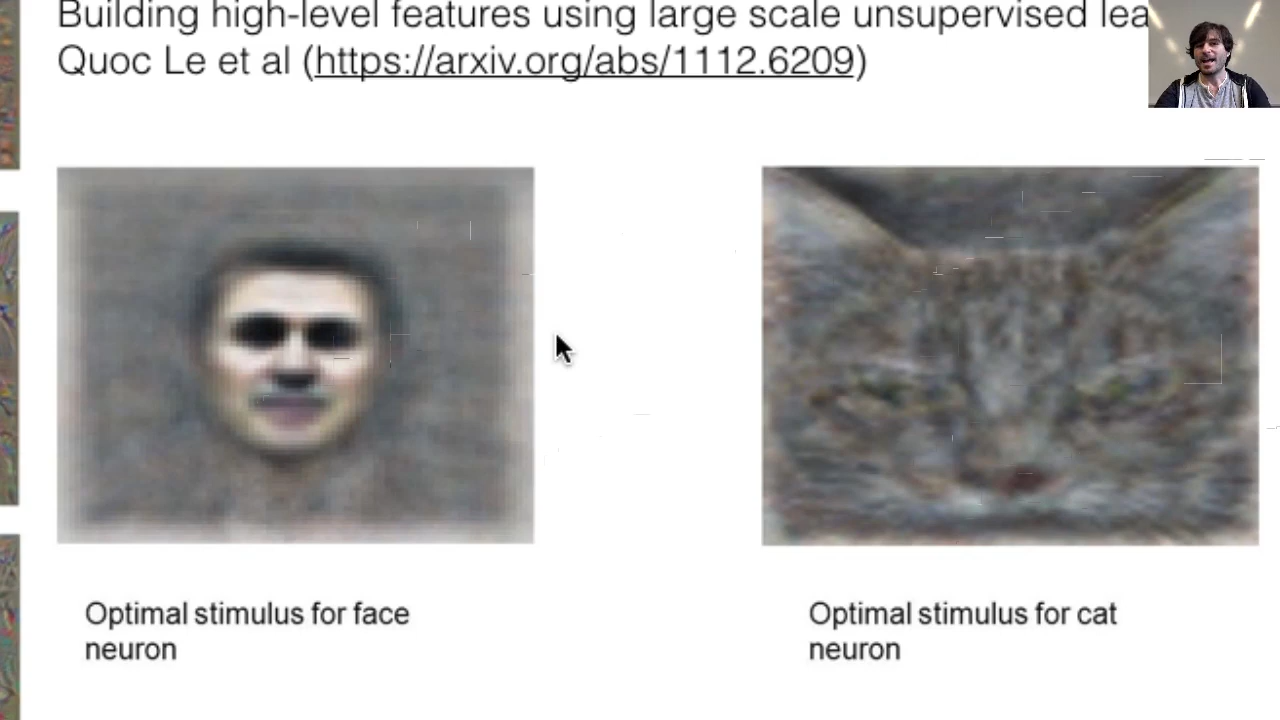 Building high-level features using large scale unsupervised lea
Quoc Le et al (https://arxiv.org/abs/1112.6209)
Optimal stimulus for face
neuron
Optimal stimulus for cat
neuron